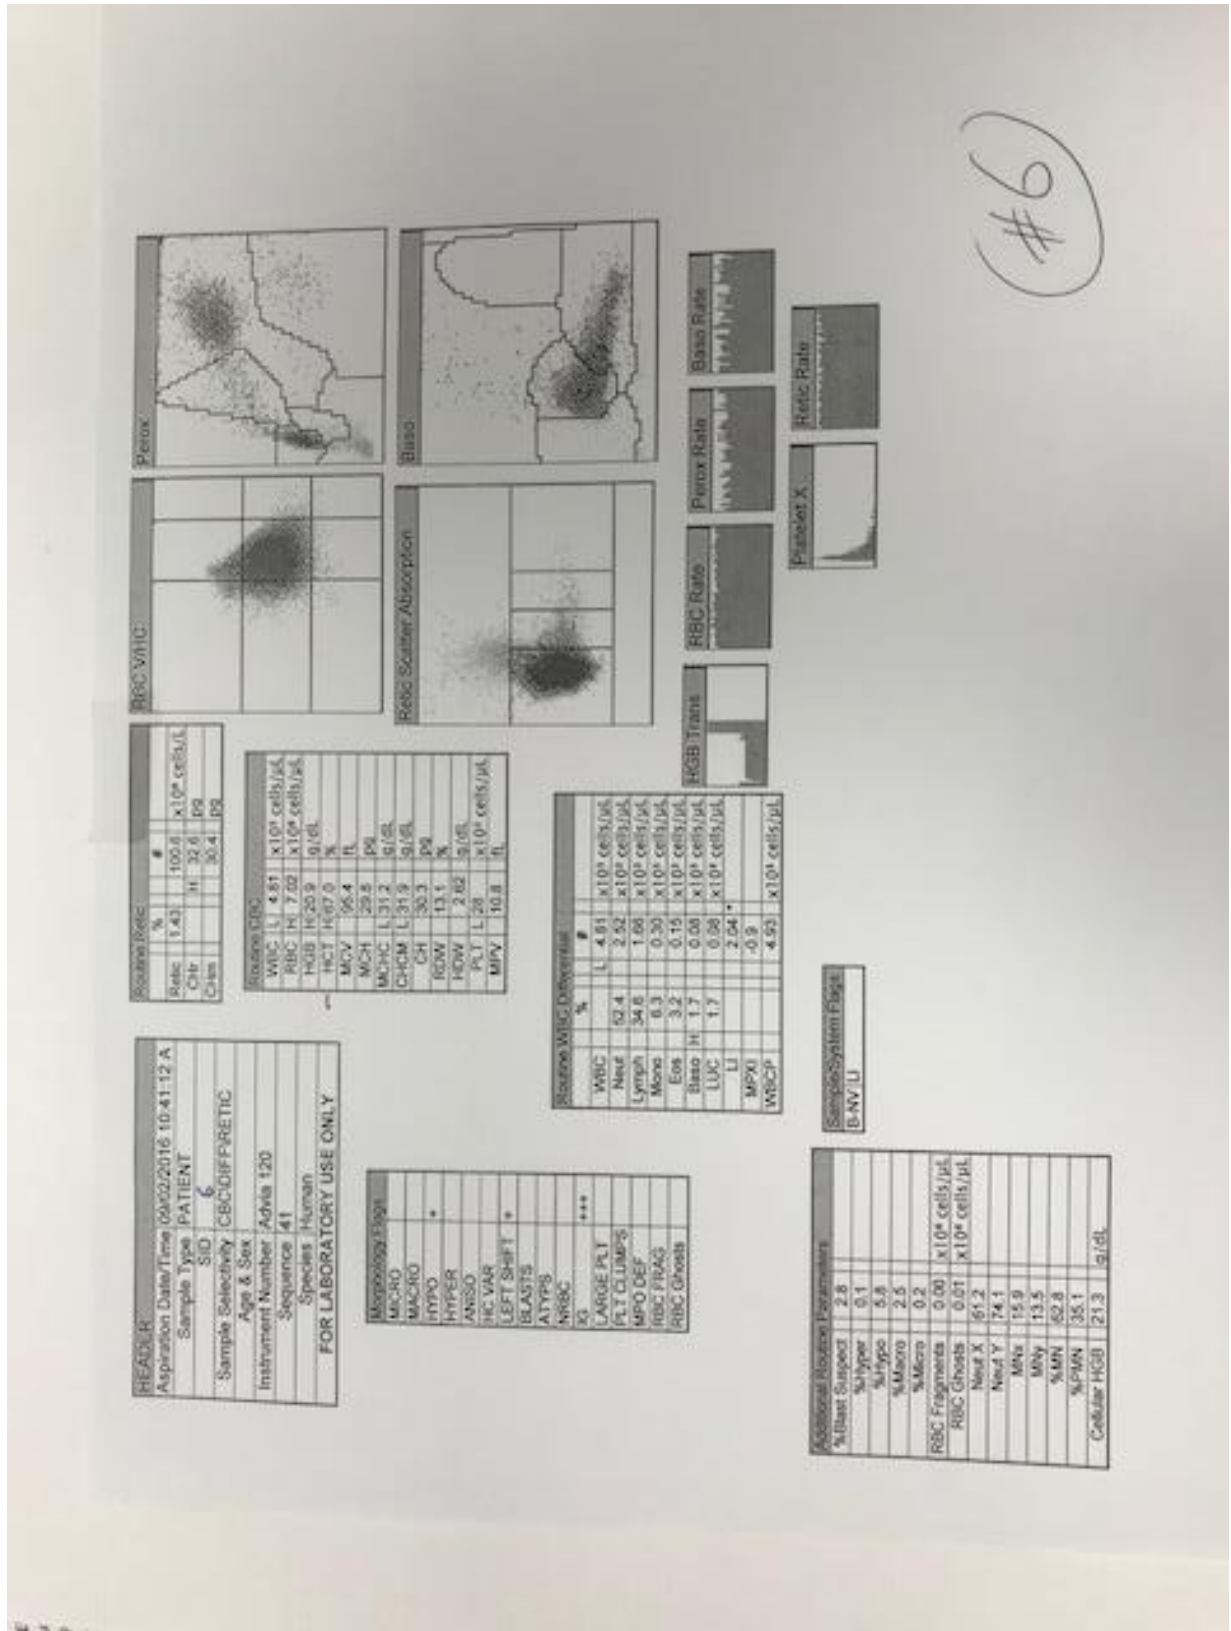 HEADER
Aspiration Date/Time 09/02/2016 10:41:12 A
Sample Type PATIENT
SID 6
Sample Selectivity CBC\DIFF\RETIC
Age & Sex
Instrument Number Advia 120
Sequence 41
Species Human
FOR LABORATORY USE ONLY
Morphology Flags
MICRO
MACRO
HYPO *
HYPER
ANISO
HC VAR
LEFT SHIFT *
BLASTS
ATYPS
NRBC
IG ***
LARGE PLT
PLT CLUMPS
MPO DEF
RBC FRAG
RBC Ghosts
Additional Routine Parameters
%Blast Suspect 2.8
%Hyper 0.1
%Hypo 5.8
%Macro 2.5
%Micro 0.2
RBC Fragments 0.00 x10⁶ cells/µL
RBC Ghosts 0.01 x10⁶ cells/µL
Neut X 61.2
Neut Y 74.1
MNx 15.9
MNy 13.5
%MN 62.8
%PMN 35.1
Cellular HGB 21.3 g/dL
Routine Retic
% #
Retic 1.43 100.6 x10⁹ cells/L
CHr H 32.6 pg
CHm 30.4 pg
Routine CBC
WBC L 4.81 x10³ cells/µL
RBC H 7.02 x10⁶ cells/µL
HGB H 20.9 g/dL
HCT H 67.0 %
MCV 95.4 fL
MCH 29.8 pg
MCHC L 31.2 g/dL
CHCM L 31.9 g/dL
CH 30.3 pg
RDW 13.1 %
HDW 2.62 g/dL
PLT L 28 x10³ cells/µL
MPV 10.8 fL
Routine WBC Differential
% #
WBC L 4.81 x10³ cells/µL
Neut 52.4 2.52 x10³ cells/µL
Lymph 34.6 1.66 x10³ cells/µL
Mono 6.3 0.30 x10³ cells/µL
Eos 3.2 0.15 x10³ cells/µL
Baso H 1.7 0.08 x10³ cells/µL
LUC 1.7 0.08 x10³ cells/µL
LI 2.04 *
MPXI -0.9
WBCP 4.93 x10³ cells/µL
Sample/System Flags
B-NV LI
RBC V/HC
Perox
Retic Scatter Absorption
Baso
HGB Trans
RBC Rate
Perox Rate
Baso Rate
Platelet X
Retic Rate
#6